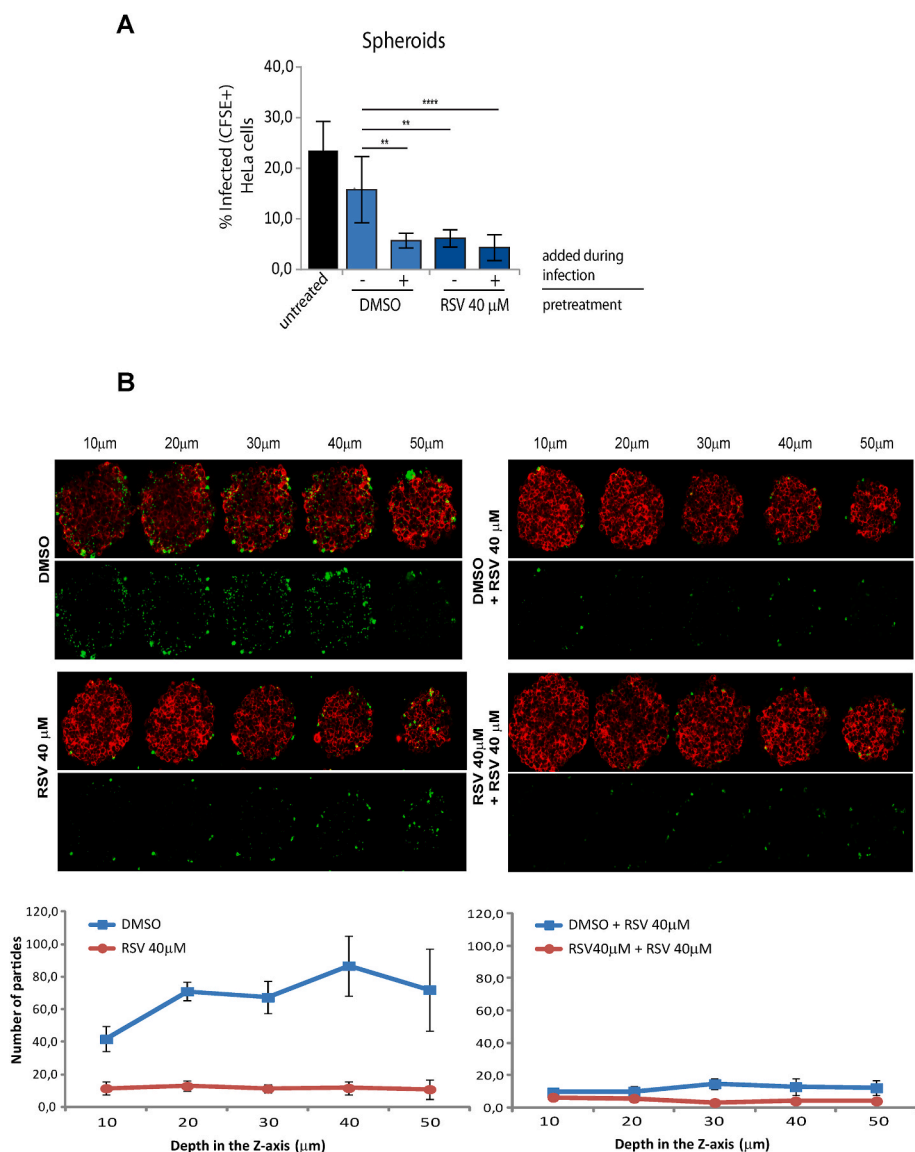 A
Spheroids
% Infected (CFSE+)
HeLa cells
40,0
30,0
20,0
10,0
0,0
****
**
**
untreated
- + - +
DMSO RSV 40 μM
added during
infection
pretreatment
B
10μm 20μm 30μm 40μm 50μm
DMSO
RSV 40 μM
10μm 20μm 30μm 40μm 50μm
DMSO
+ RSV 40 μM
RSV 40μM
+ RSV 40 μM
Number of particles
120,0
100,0
80,0
60,0
40,0
20,0
0,0
DMSO
RSV 40μM
10 20 30 40 50
Depth in the Z-axis (μm)
120,0
100,0
80,0
60,0
40,0
20,0
0,0
DMSO + RSV 40μM
RSV40μM + RSV 40μM
10 20 30 40 50
Depth in the Z-axis (μm)